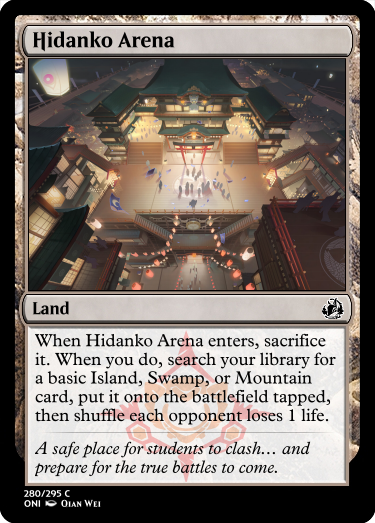 Hidanko Arena
Land
When Hidanko Arena enters, sacrifice
it. When you do, search your library for
a basic Island, Swamp, or Mountain
card, put it onto the battlefield tapped,
then shuffle each opponent loses 1 life.
A safe place for students to clash… and
prepare for the true battles to come.
280/295 C
ONI Qian Wei